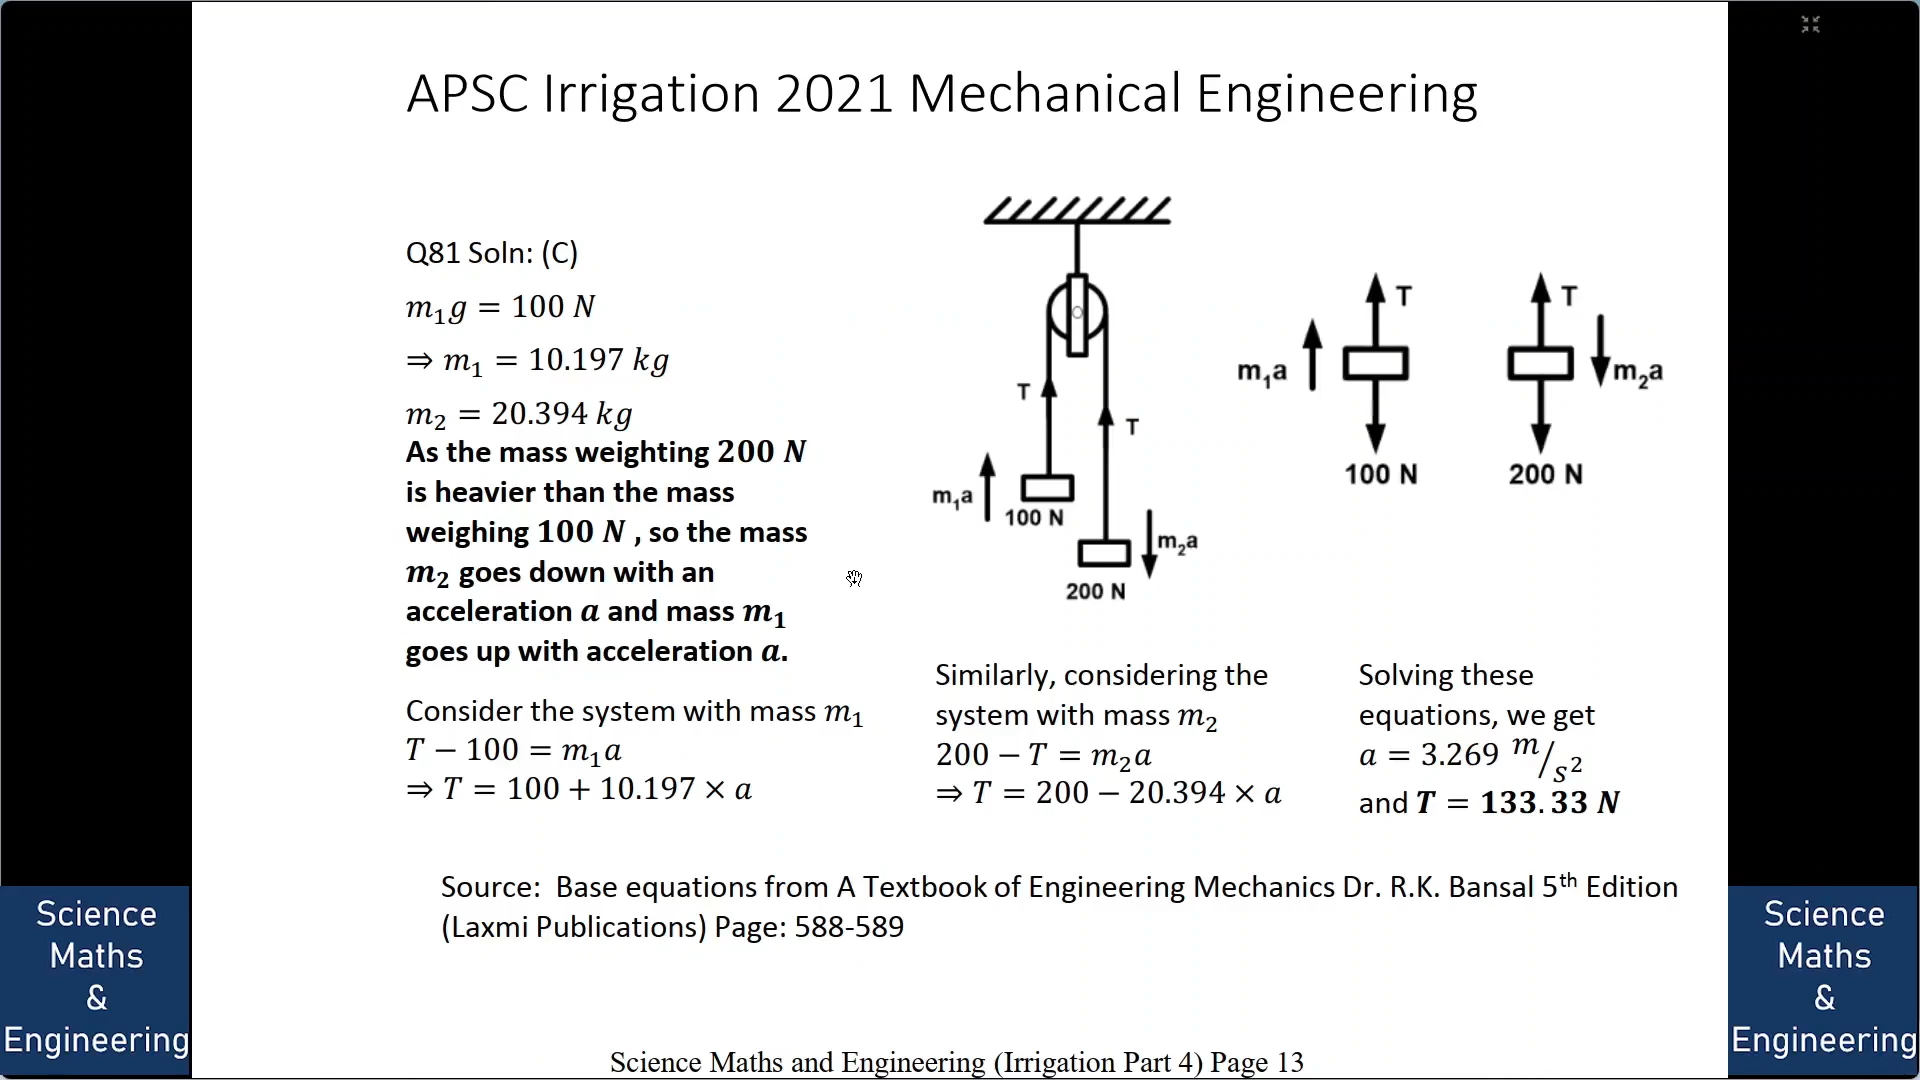 APSC Irrigation 2021 Mechanical Engineering
Q81 Soln: (C)
m₁g = 100 N
⇒ m₁ = 10.197 kg
m₂ = 20.394 kg
As the mass weighting 200 N
is heavier than the mass
weighing 100 N , so the mass
m₂ goes down with an
acceleration a and mass m₁
goes up with acceleration a.
Consider the system with mass m₁
T − 100 = m₁a
⇒ T = 100 + 10.197 × a
T
T
m₁a
100 N
m₂a
200 N
T
m₁a
100 N
T
m₂a
200 N
Similarly, considering the
system with mass m₂
200 − T = m₂a
⇒ T = 200 − 20.394 × a
Solving these
equations, we get
a = 3.269 m/s²
and T = 133.33 N
Source: Base equations from A Textbook of Engineering Mechanics Dr. R.K. Bansal 5th Edition
(Laxmi Publications) Page: 588-589
Science
Maths
&
Engineering
Science
Maths
&
Engineering
Science Maths and Engineering (Irrigation Part 4) Page 13